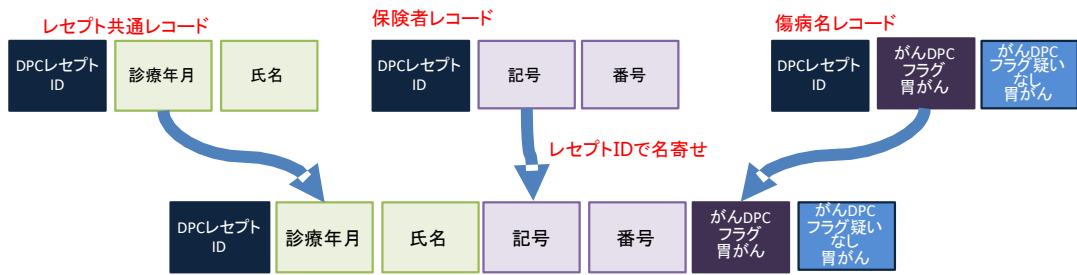 レセプト共通レコード
DPCレセプト
ID
診療年月
氏名
保険者レコード
DPCレセプト
ID
記号
番号
傷病名レコード
DPCレセプト
ID
がんDPC
フラグ
胃がん
がんDPC
フラグ疑い
なし
胃がん
レセプトIDで名寄せ
DPCレセプト
ID
診療年月
氏名
記号
番号
がんDPC
フラグ
胃がん
がんDPC
フラグ疑い
なし
胃がん